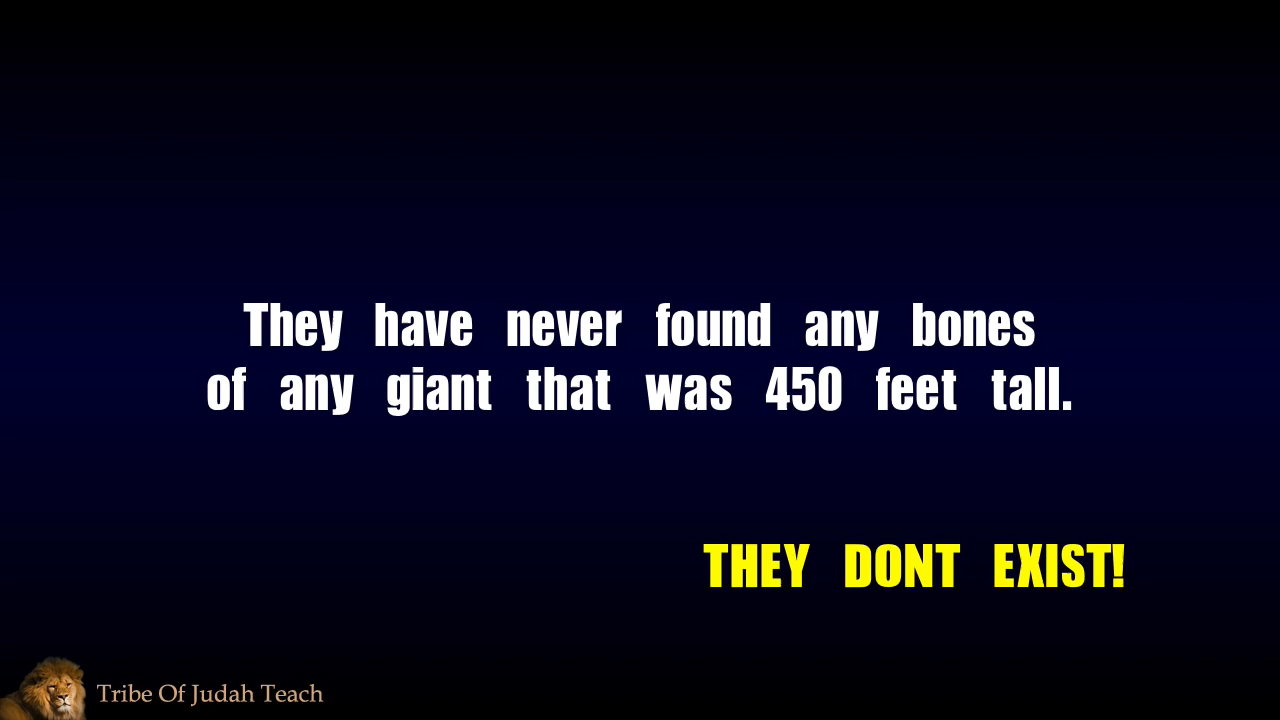 They have never found any bones
of any giant that was 450 feet tall.
THEY DONT EXIST!
Tribe Of Judah Teach